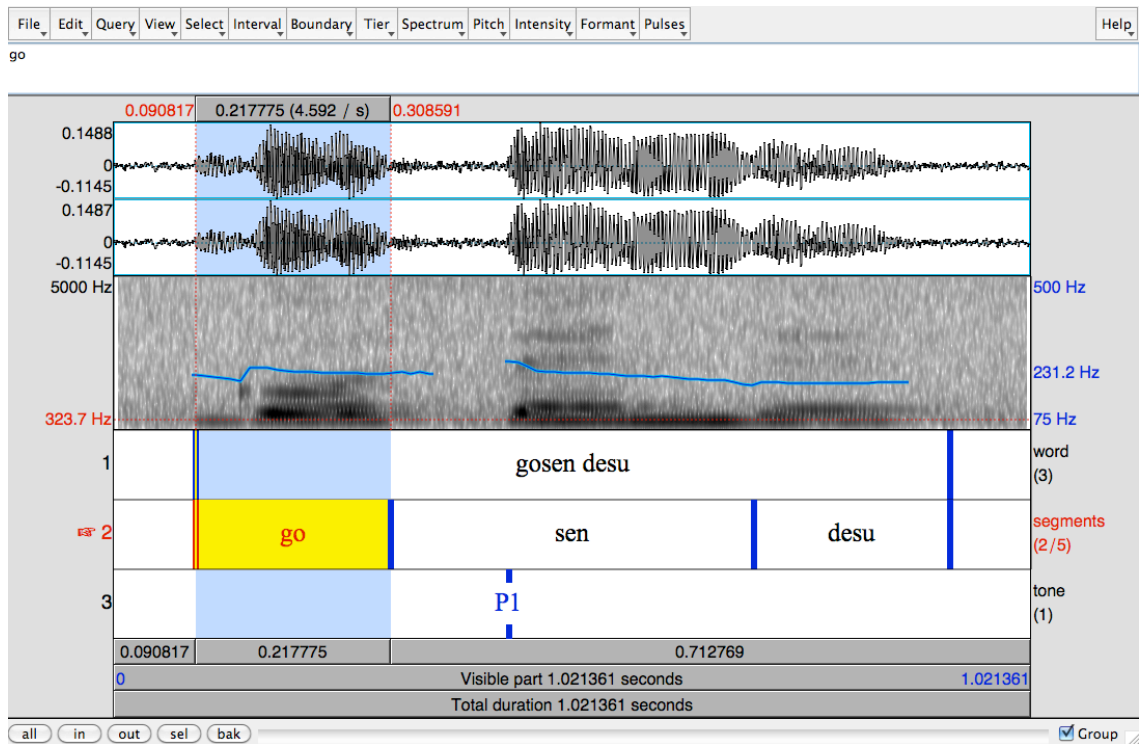 File Edit Query View Select Interval Boundary Tier Spectrum Pitch Intensity Formant Pulses Help
go
0.090817 0.217775 (4.592 / s) 0.308591
0.1488
0
-0.1145
0.1487
0
-0.1145
5000 Hz 500 Hz
231.2 Hz
323.7 Hz 75 Hz
1 gosen desu word
(3)
☞ 2 go sen desu segments
(2/5)
3 P1 tone
(1)
0.090817 0.217775 0.712769
0 Visible part 1.021361 seconds 1.021361
Total duration 1.021361 seconds
all in out sel bak Group